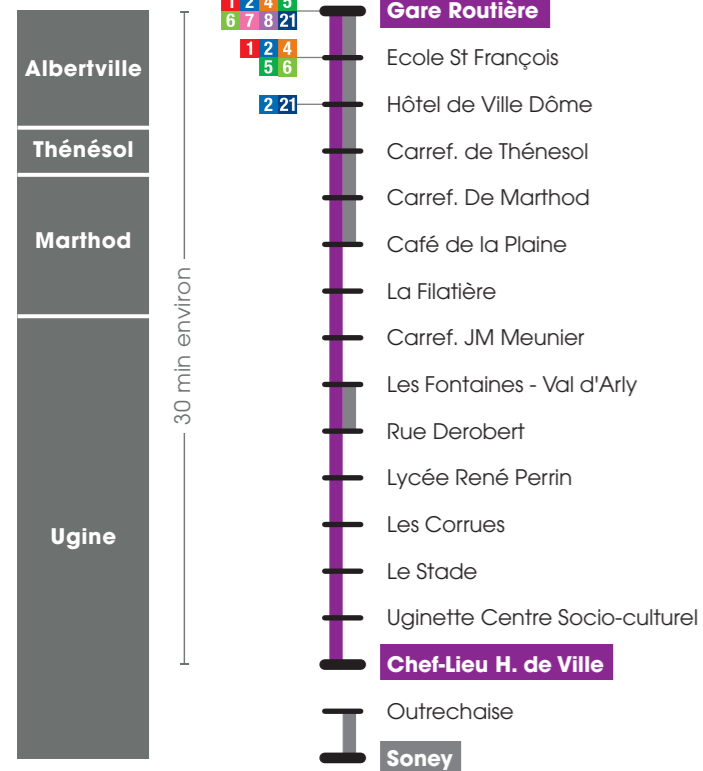 1 2 4 5
6 7 8 21
Gare Routière
Albertville
1 2 4
5 6
Ecole St François
2 21
Hôtel de Ville Dôme
Thénésol
Carref. de Thénesol
Marthod
Carref. De Marthod
Café de la Plaine
La Filatière
30 min environ
Carref. JM Meunier
Les Fontaines - Val d'Arly
Rue Derobert
Lycée René Perrin
Ugine
Les Corrues
Le Stade
Uginette Centre Socio-culturel
Chef-Lieu H. de Ville
Outrechaise
Soney